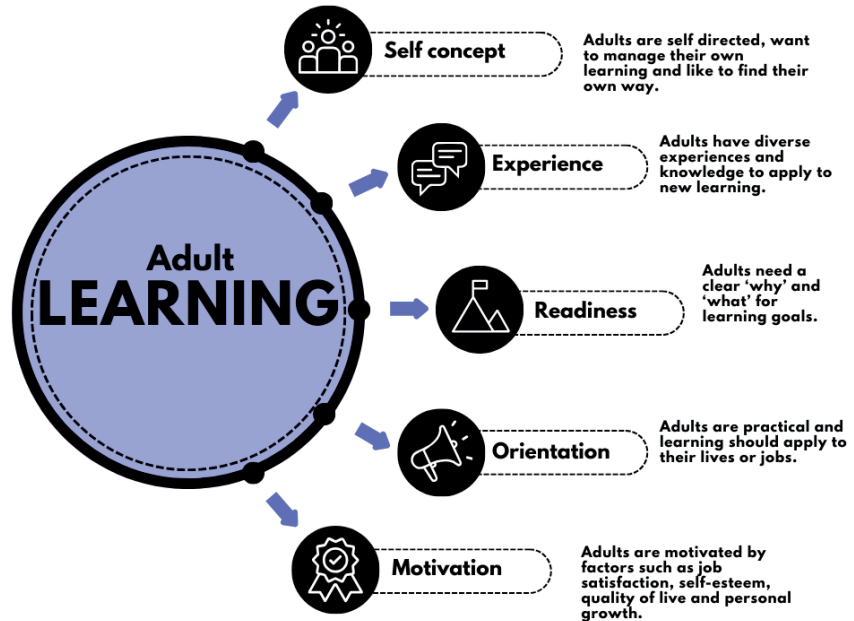 Adult
LEARNING
Self concept
Adults are self directed, want
to manage their own
learning and like to find their
own way.
Experience
Adults have diverse
experiences and
knowledge to apply to
new learning.
Readiness
Adults need a
clear ‘why’ and
‘what’ for
learning goals.
Orientation
Adults are practical and
learning should apply to
their lives or jobs.
Motivation
Adults are motivated by
factors such as job
satisfaction, self-esteem,
quality of live and personal
growth.